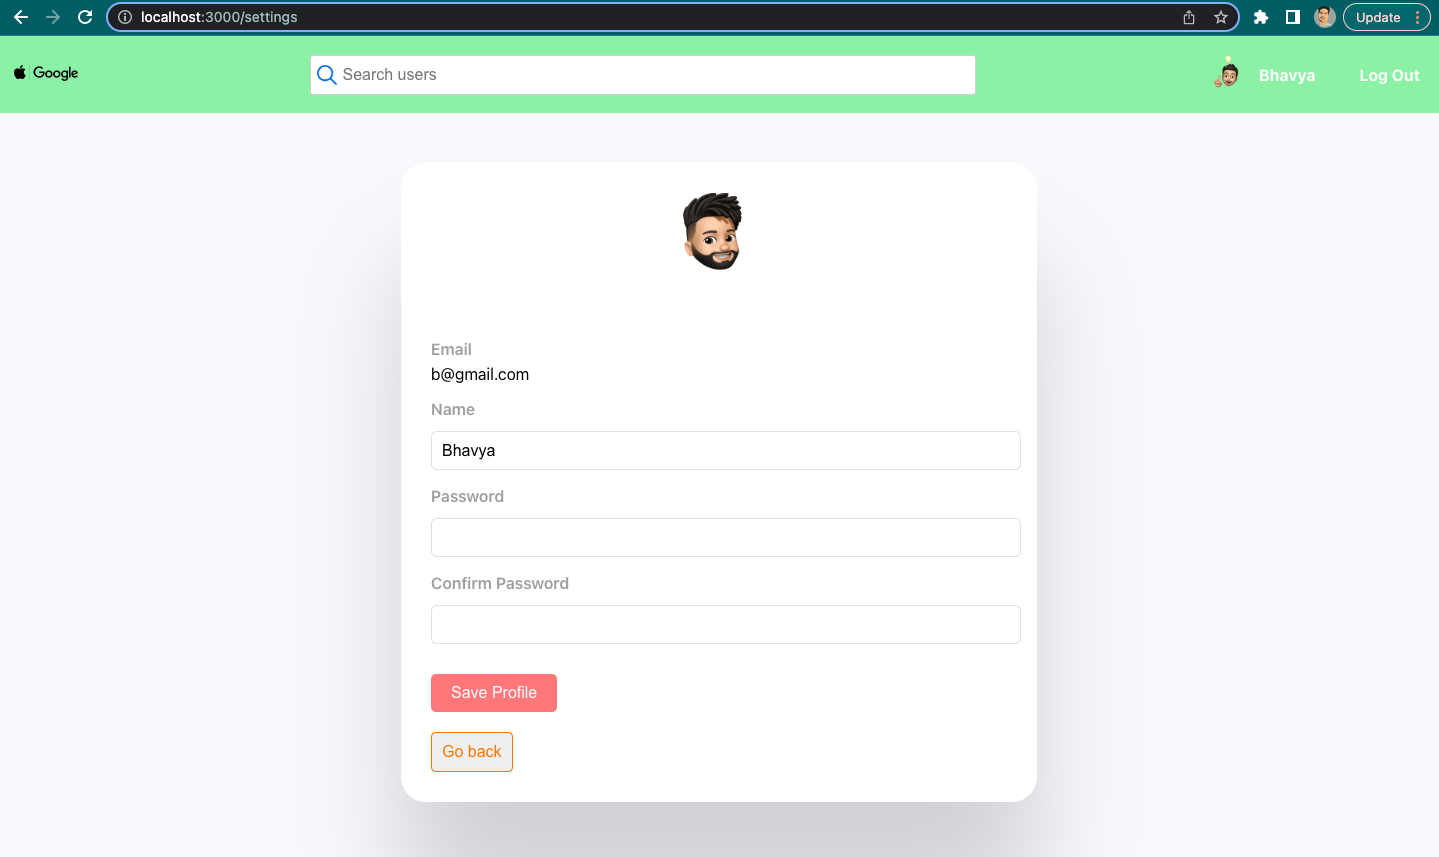 localhost:3000/settings
Update
Google
Search users
Bhavya
Log Out
Email
b@gmail.com
Name
Bhavya
Password
Confirm Password
Save Profile
Go back